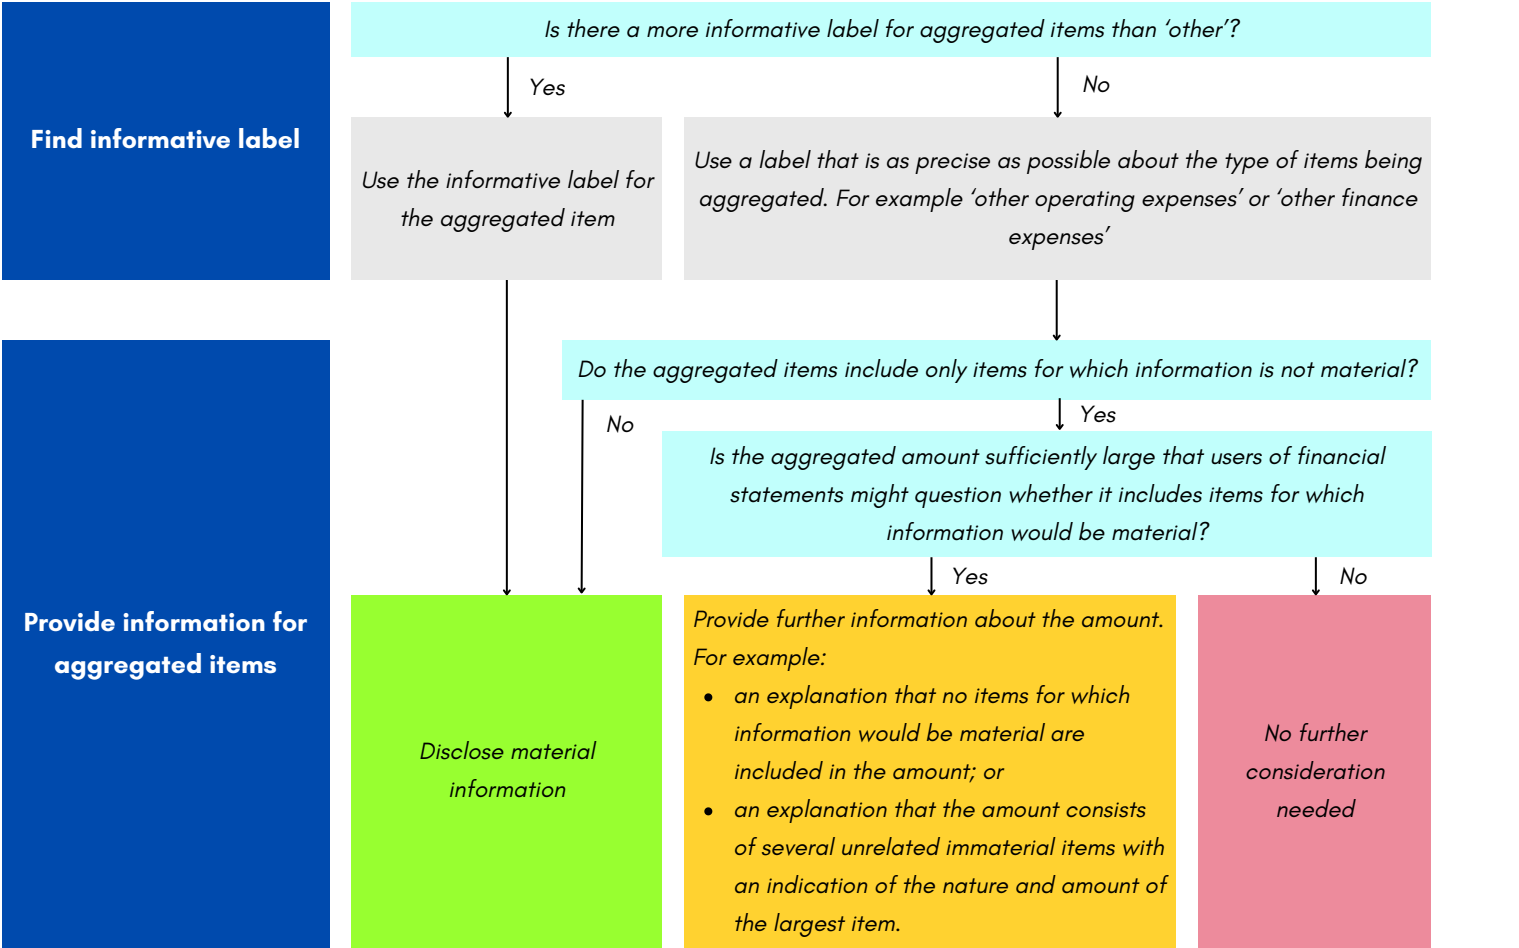 Find informative label
Is there a more informative label for aggregated items than ‘other’?
Yes
No
Use the informative label for
the aggregated item
Use a label that is as precise as possible about the type of items being
aggregated. For example ‘other operating expenses’ or ‘other finance
expenses’
Provide information for
aggregated items
Do the aggregated items include only items for which information is not material?
No
Yes
Is the aggregated amount sufficiently large that users of financial
statements might question whether it includes items for which
information would be material?
Yes
No
Disclose material
information
Provide further information about the amount.
For example:
• an explanation that no items for which
information would be material are
included in the amount; or
• an explanation that the amount consists
of several unrelated immaterial items with
an indication of the nature and amount of
the largest item.
No further
consideration
needed